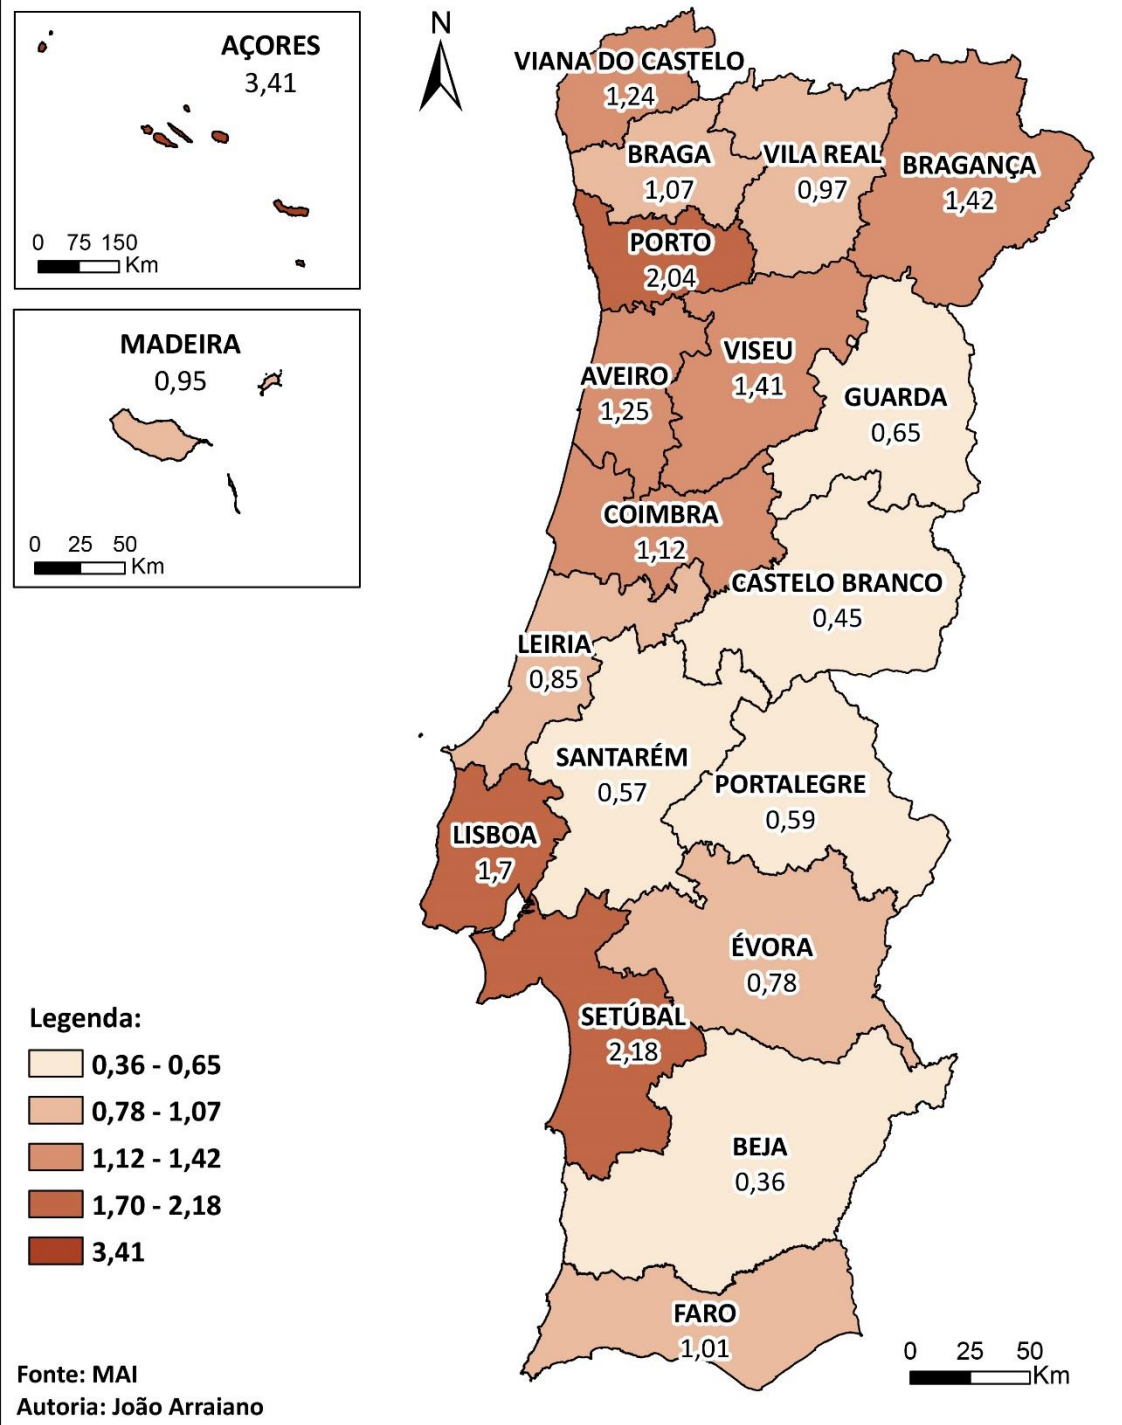 AÇORES
3,41
0 75 150
Km
MADEIRA
0,95
0 25 50
Km
N
VIANA DO CASTELO
1,24
BRAGA
1,07
VILA REAL
0,97
BRAGANÇA
1,42
PORTO
2,04
AVEIRO
1,25
VISEU
1,41
GUARDA
0,65
COIMBRA
1,12
CASTELO BRANCO
0,45
LEIRIA
0,85
SANTARÉM
0,57
PORTALEGRE
0,59
LISBOA
1,7
ÉVORA
0,78
SETÚBAL
2,18
BEJA
0,36
FARO
1,01
Legenda:
0,36 - 0,65
0,78 - 1,07
1,12 - 1,42
1,70 - 2,18
3,41
Fonte: MAI
Autoria: João Arraiano
0 25 50
Km